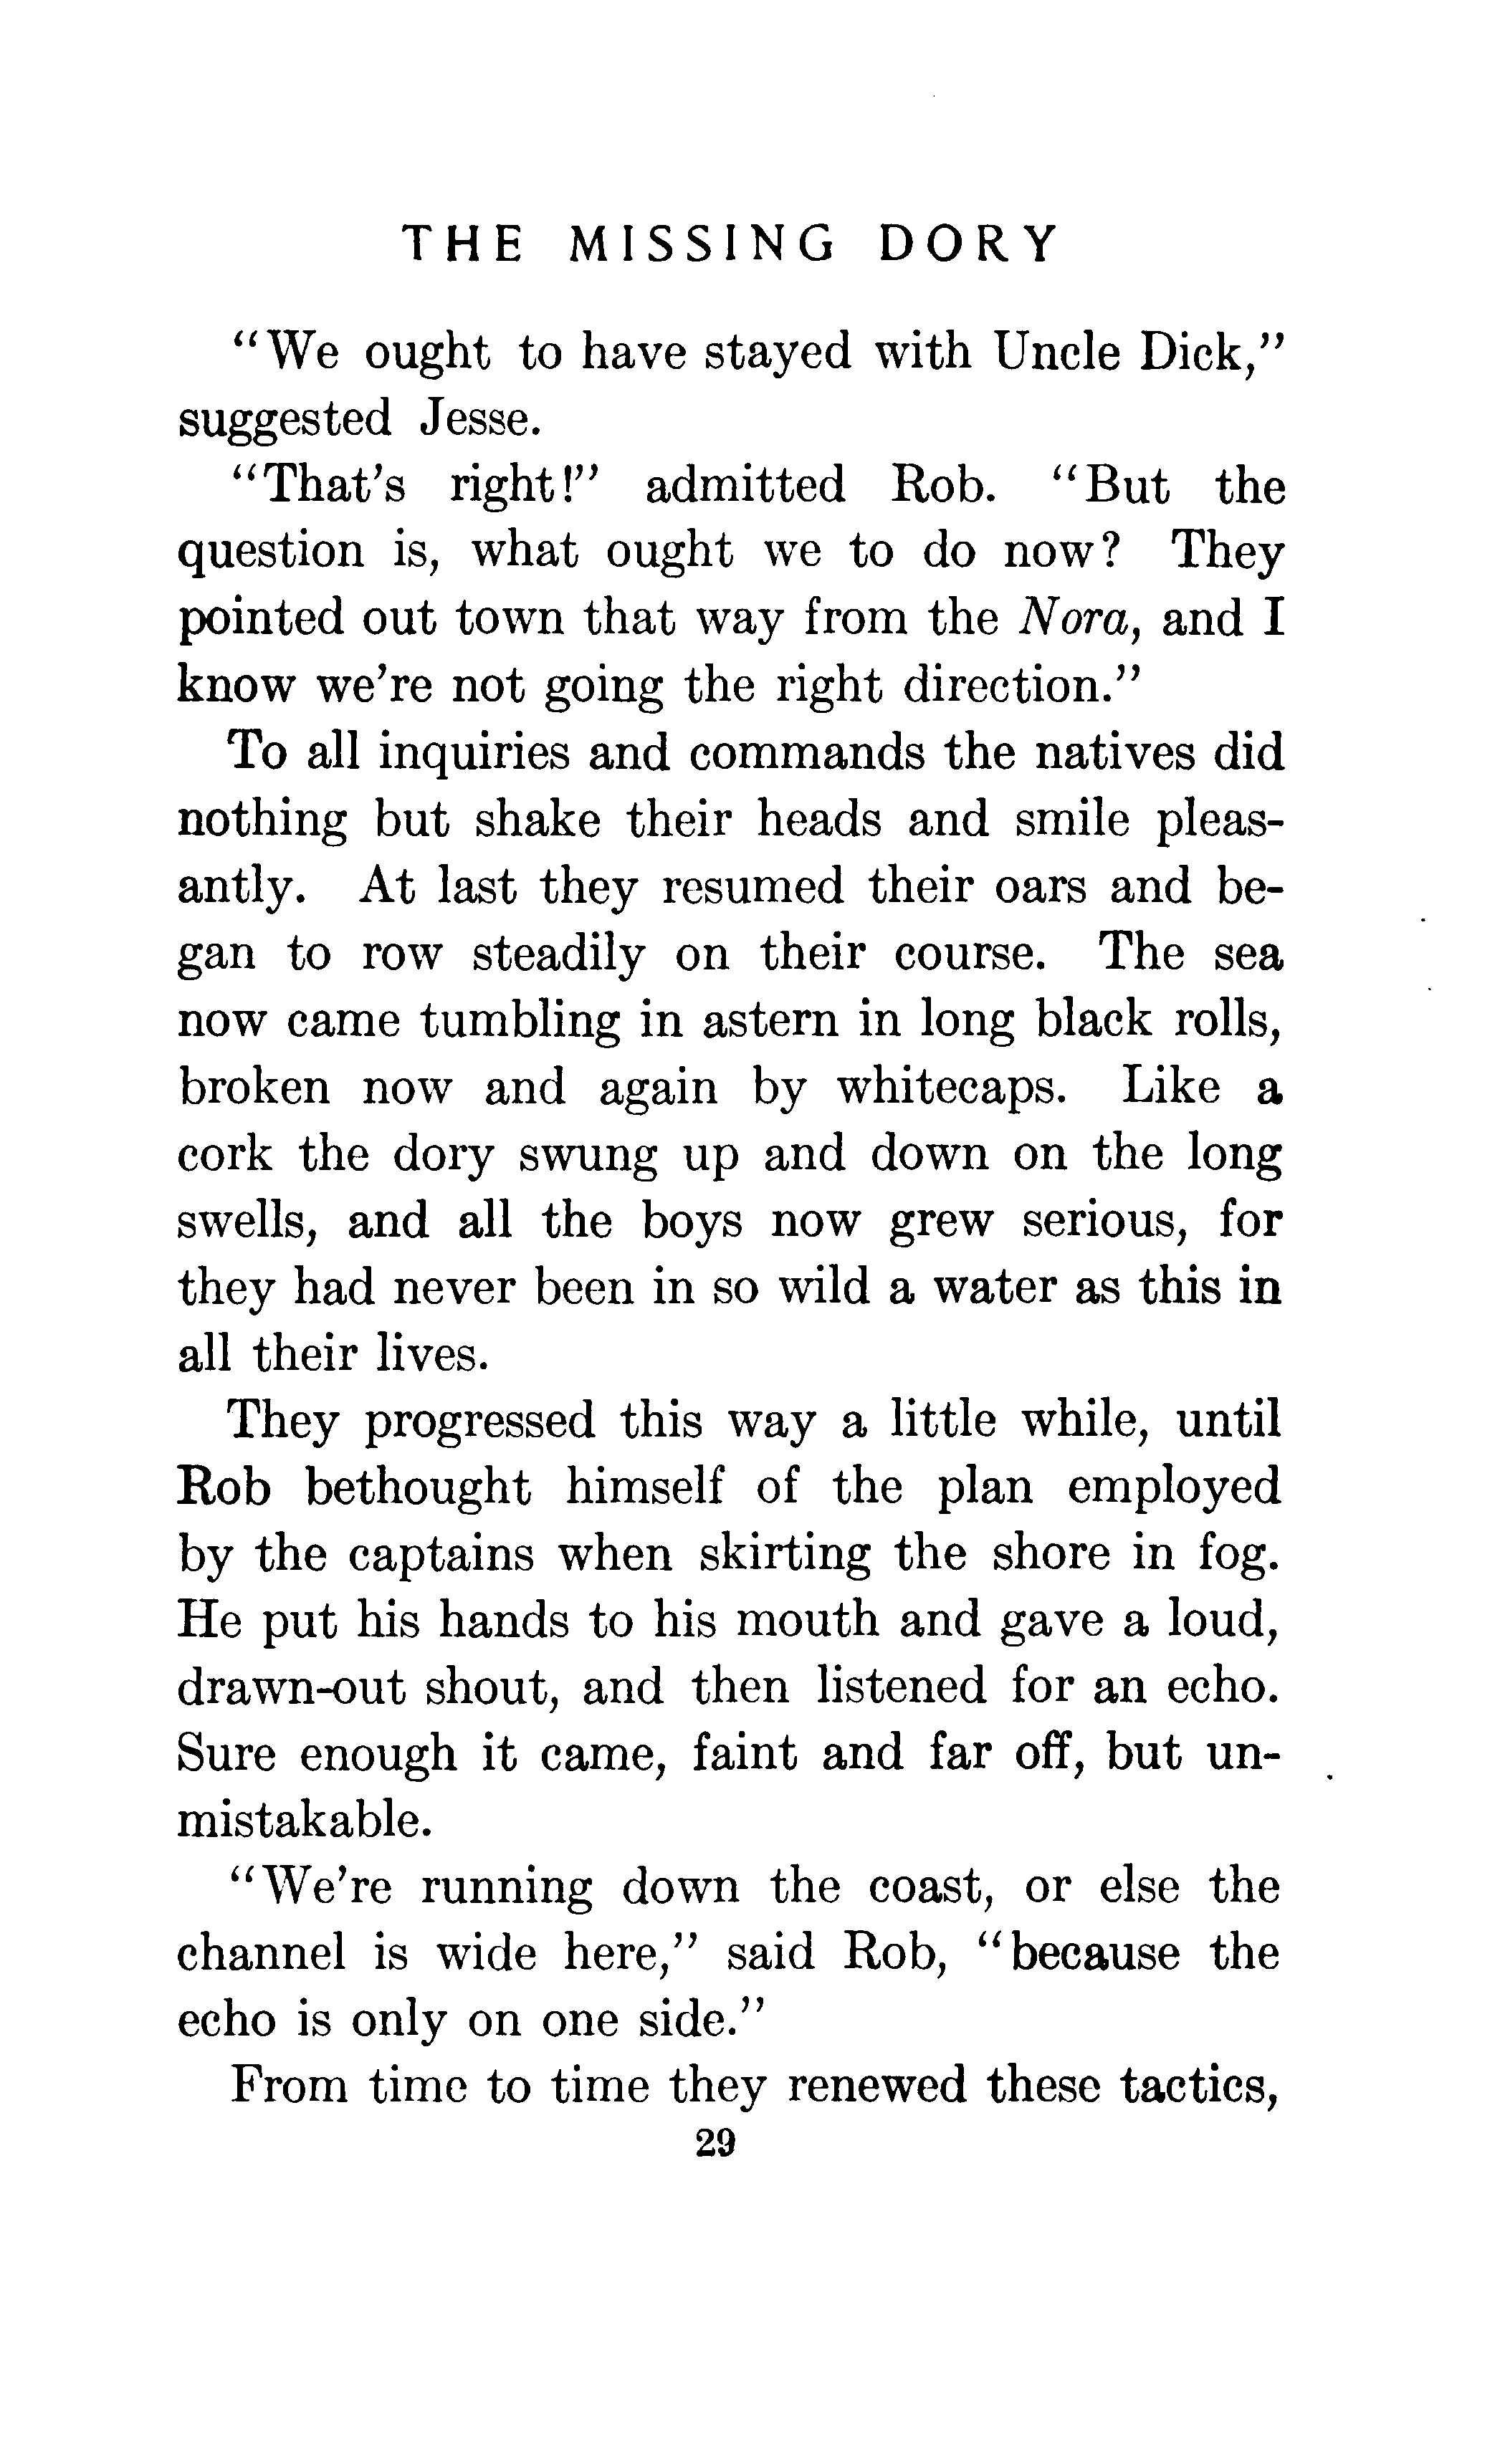 THE MISSING DORY
"We ought to have stayed with Uncle Dick,"
suggested Jesse.
"That's right!" admitted Rob. "But the
question is, what ought we to do now? They
pointed out town that way from the Nora, and I
know we're not going the right direction."
To all inquiries and commands the natives did
nothing but shake their heads and smile pleas-
antly. At last they resumed their oars and be-
gan to row steadily on their course. The sea
now came tumbling in astern in long black rolls,
broken now and again by whitecaps. Like a
cork the dory swung up and down on the long
swells, and all the boys now grew serious, for
they had never been in so wild a water as this in
all their lives.
They progressed this way a little while, until
Rob bethought himself of the plan employed
by the captains when skirting the shore in fog.
He put his hands to his mouth and gave a loud,
drawn-out shout, and then listened for an echo.
Sure enough it came, faint and far off, but un-
mistakable.
"We're running down the coast, or else the
channel is wide here," said Rob, "because the
echo is only on one side."
From time to time they renewed these tactics,
29